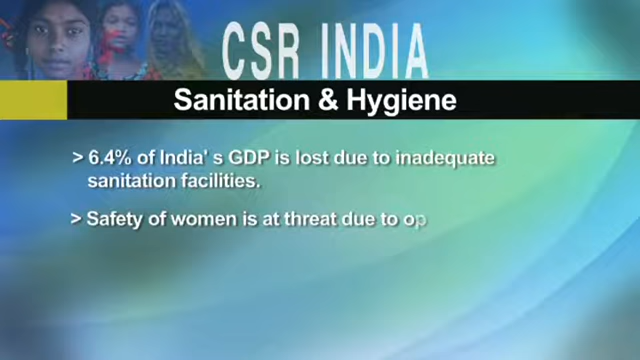 CSR INDIA
Sanitation & Hygiene
> 6.4% of India' s GDP is lost due to inadequate
sanitation facilities.
> Safety of women is at threat due to op